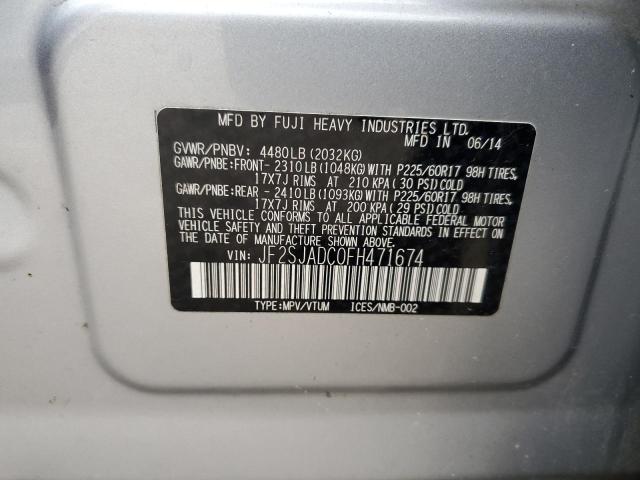 MFD BY FUJI HEAVY INDUSTRIES LTD.
MFD IN 06/14
GVWR/PNBV: 4480LB(2032KG)
GAWR/PNBE:FRONT-2310LB(1048KG)WITH P225/60R17 98H TIRES,
17X7J RIMS AT 210 KPA(30 PSI)COLD
GAWR/PNBE:REAR -2410LB(1093KG)WITH P225/60R17 98H TIRES,
17X7J RIMS AT 200 KPA(29 PSI)COLD
THIS VEHICLE CONFORMS TO ALL APPLICABLE FEDERAL MOTOR
VEHICLE SAFETY AND THEFT PREVENTION STANDARDS IN EFFECT ON
THE DATE OF MANUFACTURE SHOWN ABOVE.
VIN: JF2SJADC0FH471674
TYPE:MPV/VTUM ICES/NMB-002